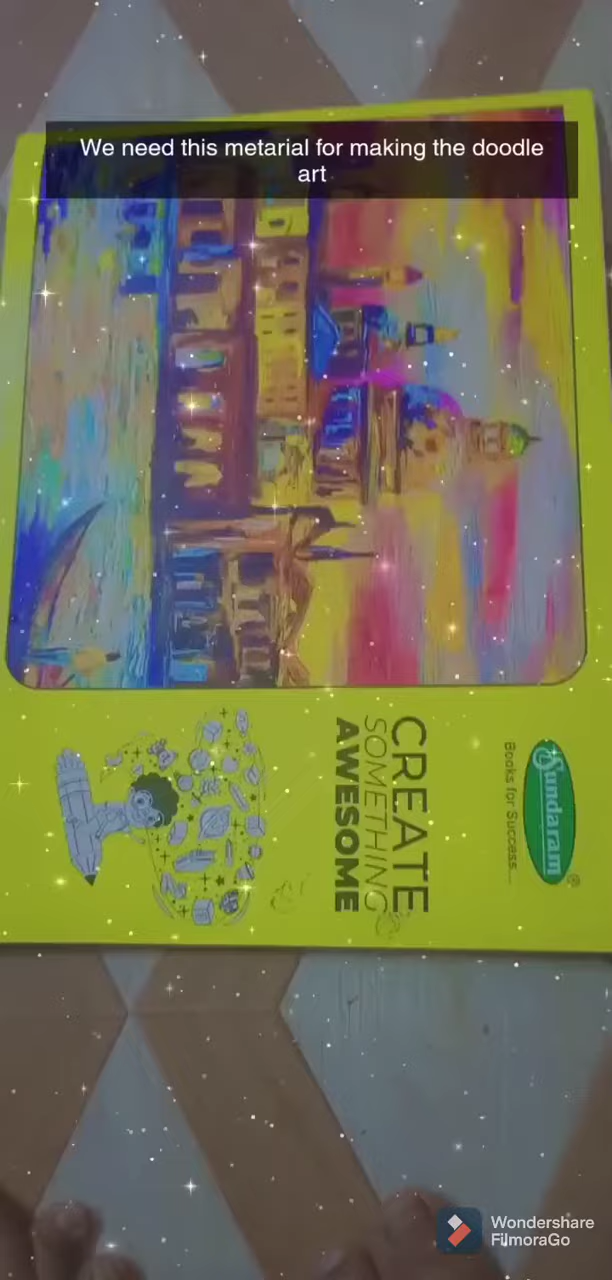 We need this metarial for making the doodle
art
Sundaram®
Books for Success...
CREATE
SOMETHING
AWESOME
Wondershare
FilmoraGo